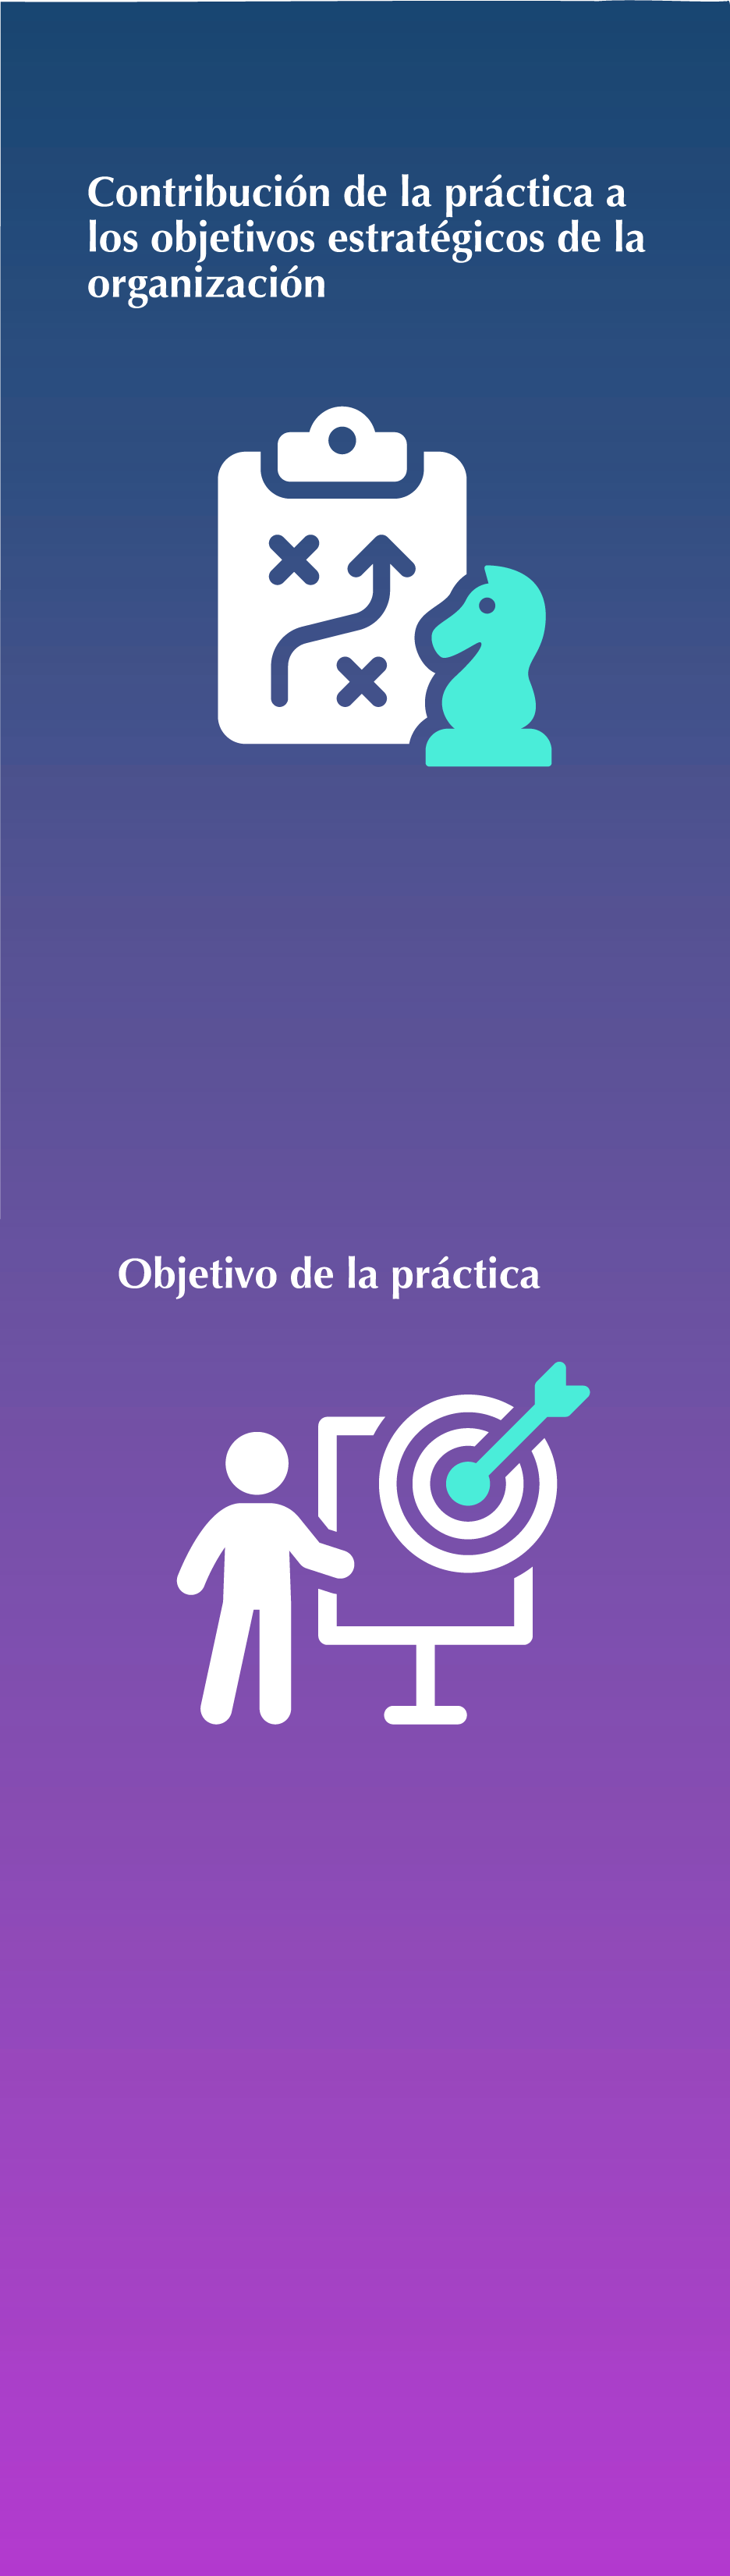 Contribución de la práctica a
los objetivos estratégicos de la
organización
Objetivo de la práctica